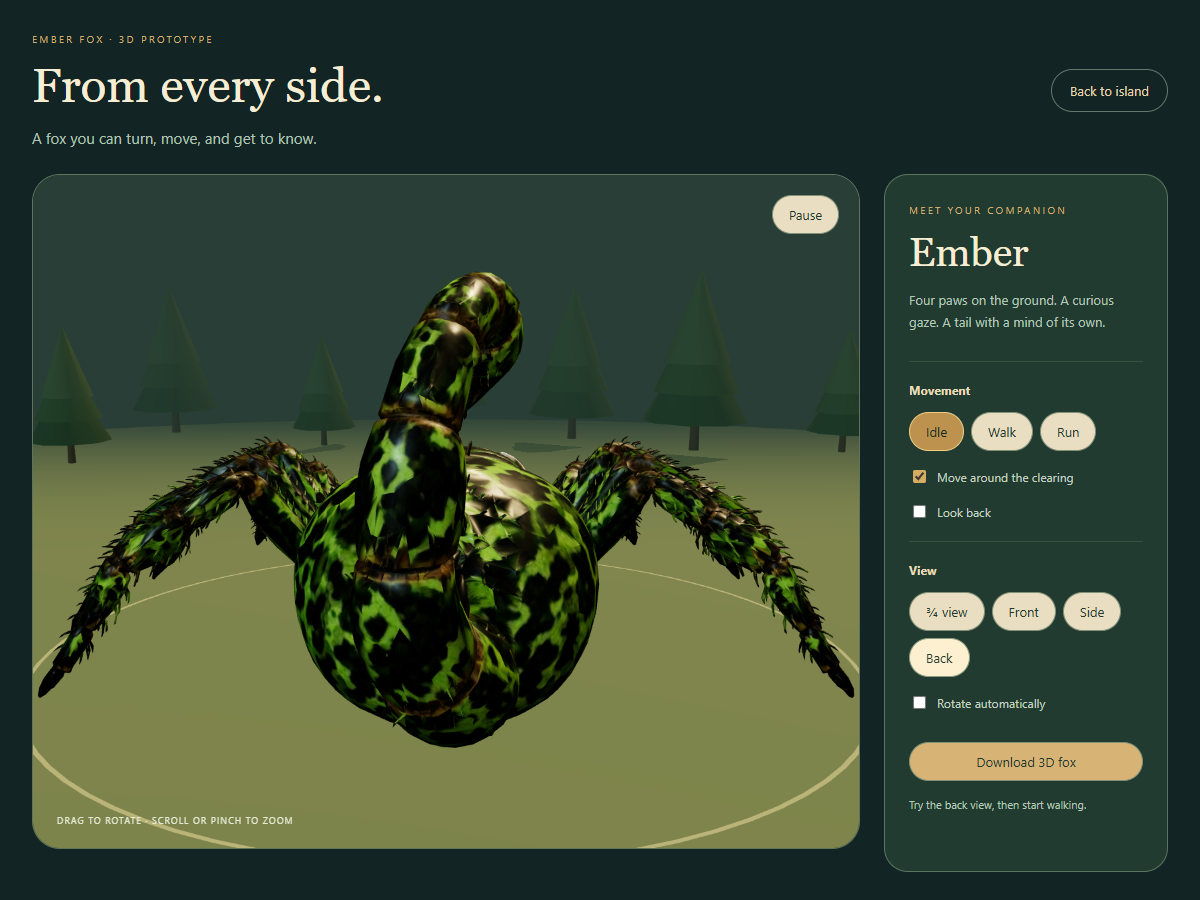 EMBER FOX · 3D PROTOTYPE
From every side.
A fox you can turn, move, and get to know.
Back to island
Pause
DRAG TO ROTATE · SCROLL OR PINCH TO ZOOM
MEET YOUR COMPANION
Ember
Four paws on the ground. A curious
gaze. A tail with a mind of its own.
Movement
Idle
Walk
Run
Move around the clearing
Look back
View
¾ view
Front
Side
Back
Rotate automatically
Download 3D fox
Try the back view, then start walking.